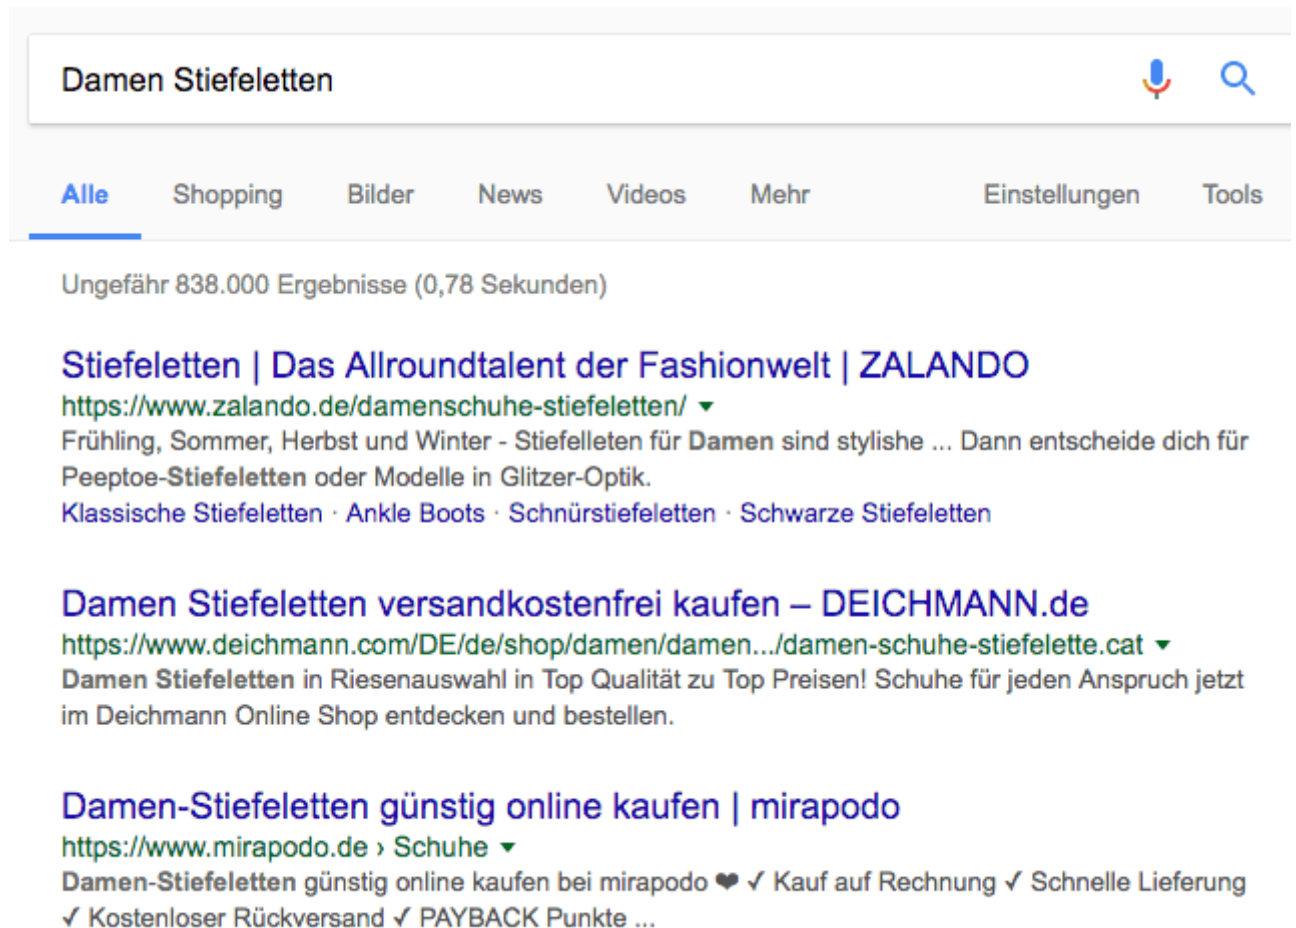 Damen Stiefeletten
Alle Shopping Bilder News Videos Mehr Einstellungen Tools
Ungefähr 838.000 Ergebnisse (0,78 Sekunden)
Stiefeletten | Das Allroundtalent der Fashionwelt | ZALANDO
https://www.zalando.de/damenschuhe-stiefeletten/
Frühling, Sommer, Herbst und Winter - Stiefelleten für Damen sind stylishe ... Dann entscheide dich für
Peeptoe-Stiefeletten oder Modelle in Glitzer-Optik.
Klassische Stiefeletten · Ankle Boots · Schnürstiefeletten · Schwarze Stiefeletten
Damen Stiefeletten versandkostenfrei kaufen – DEICHMANN.de
https://www.deichmann.com/DE/de/shop/damen/damen.../damen-schuhe-stiefelette.cat
Damen Stiefeletten in Riesenauswahl in Top Qualität zu Top Preisen! Schuhe für jeden Anspruch jetzt
im Deichmann Online Shop entdecken und bestellen.
Damen-Stiefeletten günstig online kaufen | mirapodo
https://www.mirapodo.de › Schuhe
Damen-Stiefeletten günstig online kaufen bei mirapodo ❤ ✓ Kauf auf Rechnung ✓ Schnelle Lieferung
✓ Kostenloser Rückversand ✓ PAYBACK Punkte ...